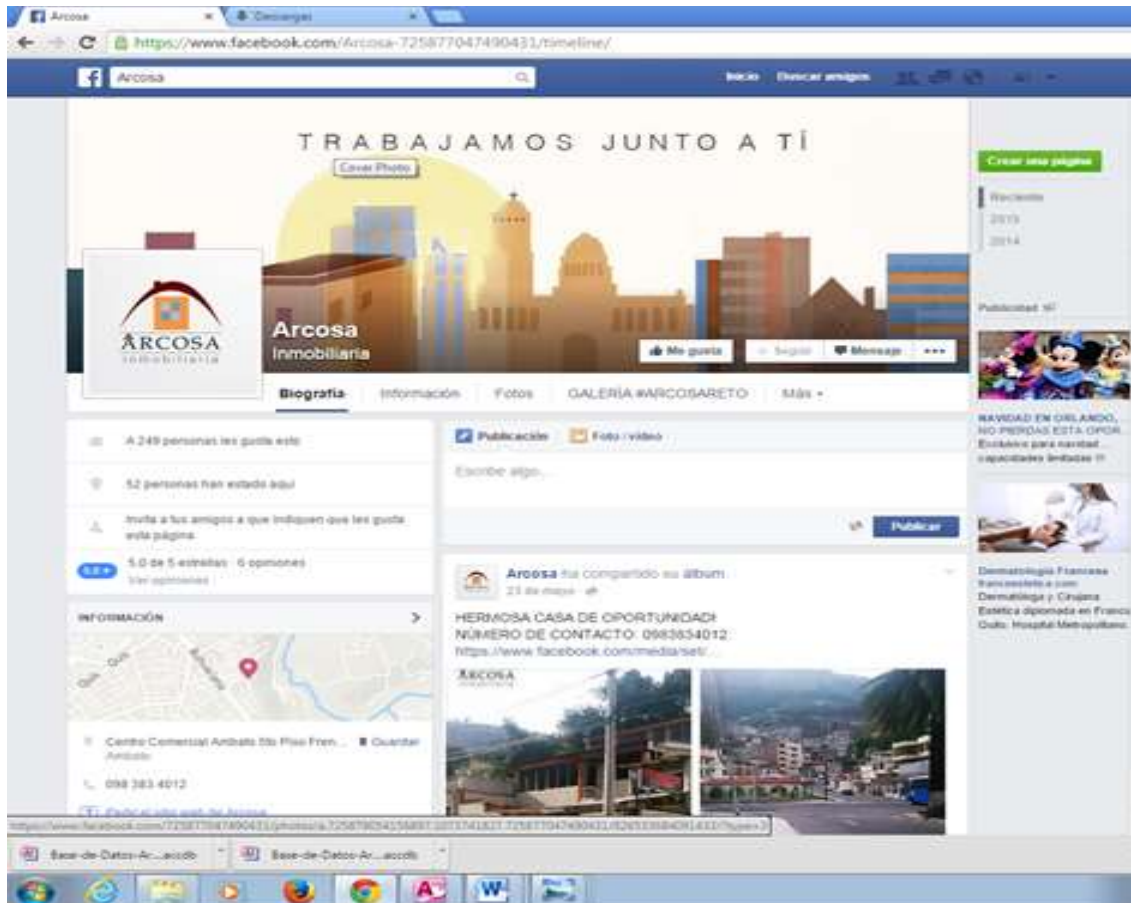 Arcosa
Descargas
https://www.facebook.com/Arcosa-725877047490431/timeline/
Arcosa
Inicio
Buscar amigos
TRABAJAMOS JUNTO A TÍ
Cover Photo
Crear una página
Reciente
2015
2014
ARCOSA
inmobiliaria
Arcosa
Inmobiliaria
Me gusta
Seguir
Mensaje
Biografía
Información
Fotos
GALERÍA #ARCOSARETO
Más
A 249 personas les gusta esto
52 personas han estado aquí
Invita a tus amigos a que indiquen que les gusta
esta página
5.0 de 5 estrellas · 6 opiniones
Ver opiniones
INFORMACIÓN
Centro Comercial Ambato 5to Piso Fren...
Guardar
Ambato
098 383 4012
Publicación
Foto / vídeo
Escribe algo...
Publicar
Arcosa ha compartido su álbum.
23 de mayo
HERMOSA CASA DE OPORTUNIDAD!
NÚMERO DE CONTACTO: 0983834012
https://www.facebook.com/media/set/...
ARCOSA
Publicidad
NAVIDAD EN ORLANDO,
NO PIERDAS ESTA OPOR...
Exclusivo para navidad...
capacidades limitadas !!!
Dermatología Francesa
Dermatóloga y Cirujana
Estética diplomada en Franc
Quito. Hospital Metropolitano
Base-de-Datos-Ar...accdb
Base-de-Datos-Ar...accdb